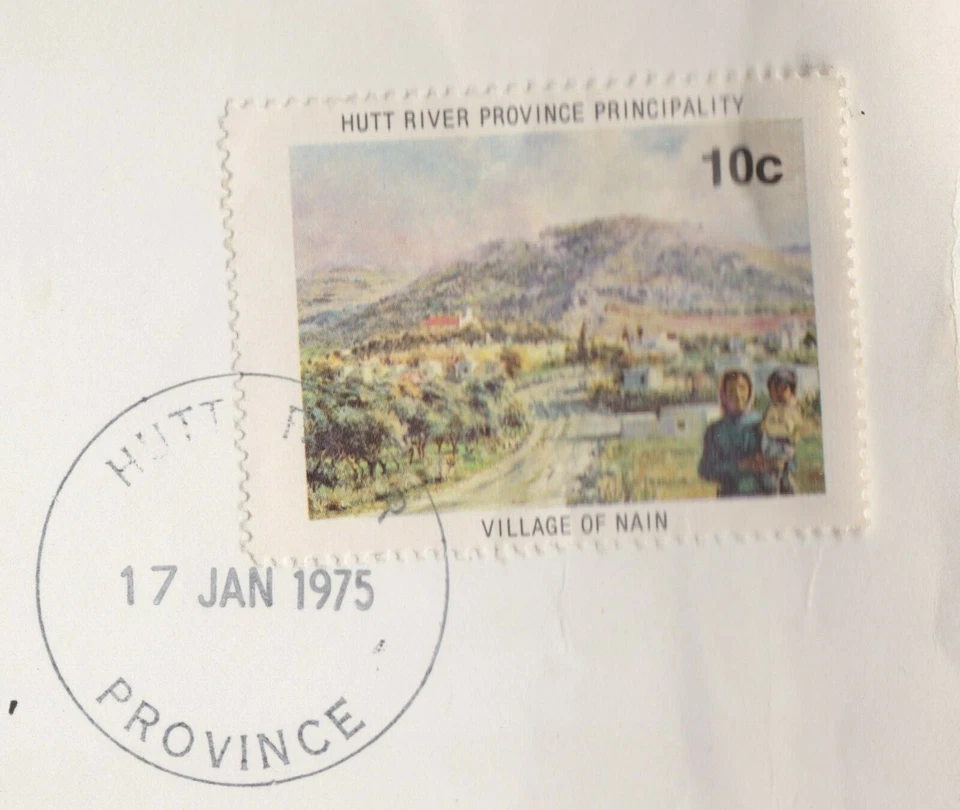 HUTT RIVER PROVINCE PRINCIPALITY
10c
VILLAGE OF NAIN
HUTT
17 JAN 1975
PROVINCE